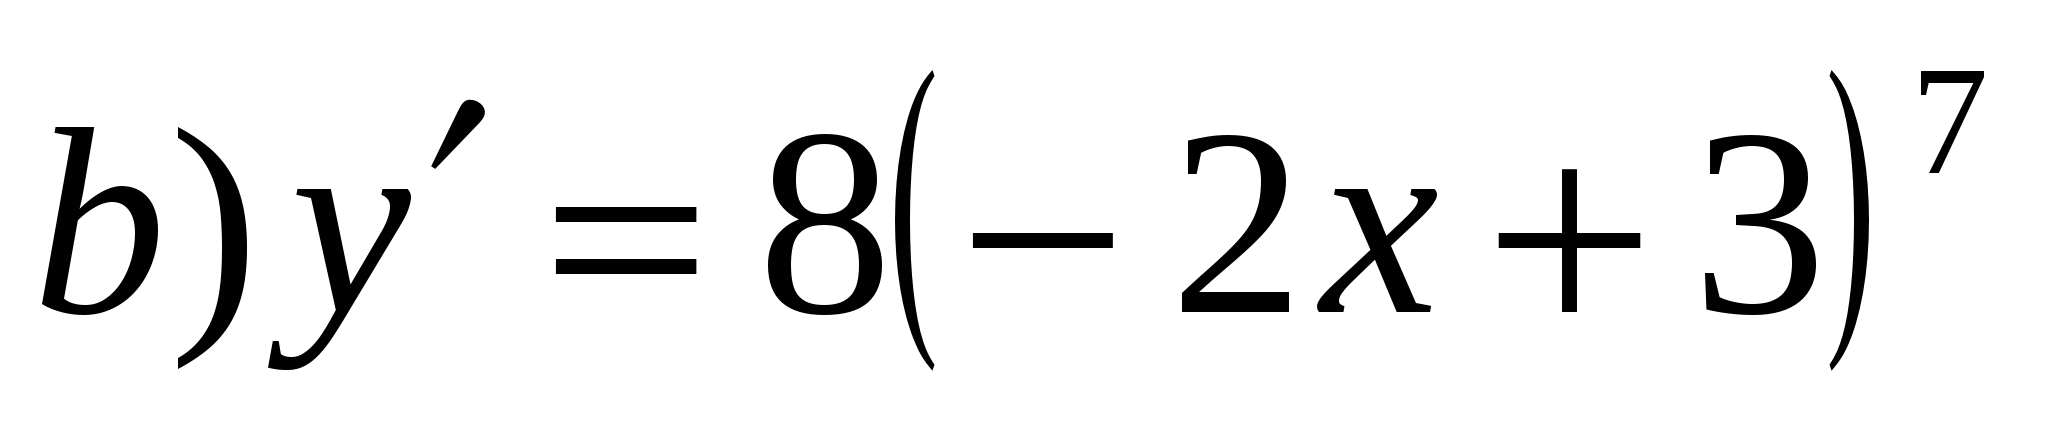 b) y′ = 8(−2x + 3)⁷